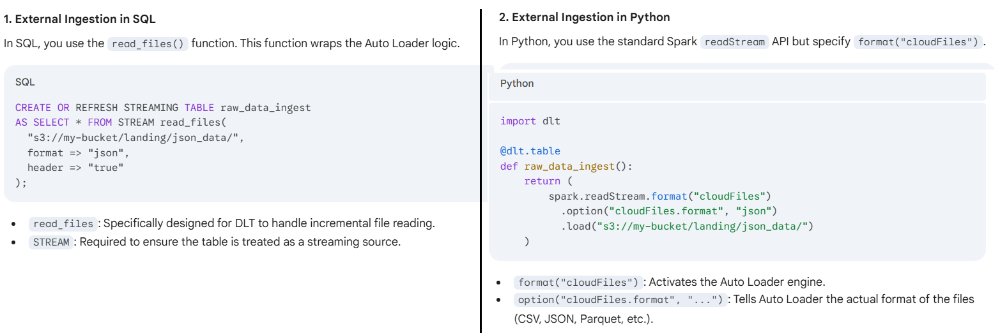 1. External Ingestion in SQL
In SQL, you use the read_files() function. This function wraps the Auto Loader logic.
SQL
CREATE OR REFRESH STREAMING TABLE raw_data_ingest
AS SELECT * FROM STREAM read_files(
  "s3://my-bucket/landing/json_data/",
  format => "json",
  header => "true"
);
• read_files: Specifically designed for DLT to handle incremental file reading.
• STREAM: Required to ensure the table is treated as a streaming source.
2. External Ingestion in Python
In Python, you use the standard Spark readStream API but specify format("cloudFiles").
Python
import dlt
@dlt.table
def raw_data_ingest():
    return (
        spark.readStream.format("cloudFiles")
          .option("cloudFiles.format", "json")
          .load("s3://my-bucket/landing/json_data/")
    )
• format("cloudFiles"): Activates the Auto Loader engine.
• option("cloudFiles.format", "..."): Tells Auto Loader the actual format of the files
(CSV, JSON, Parquet, etc.).